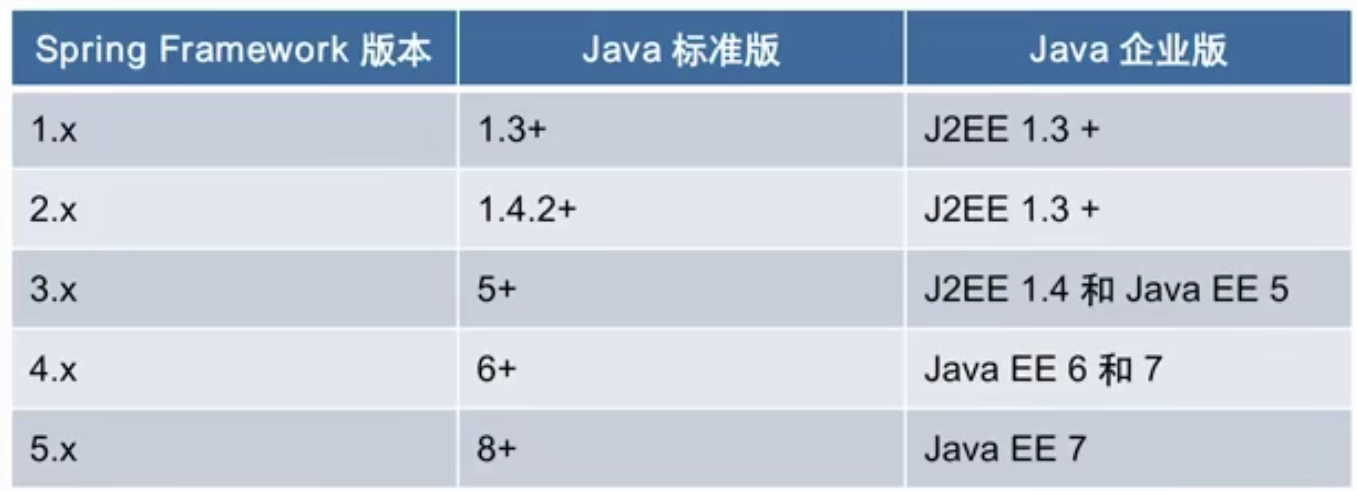 Spring Framework 版本 Java 标准版 Java 企业版
1.x 1.3+ J2EE 1.3 +
2.x 1.4.2+ J2EE 1.3 +
3.x 5+ J2EE 1.4 和 Java EE 5
4.x 6+ Java EE 6 和 7
5.x 8+ Java EE 7